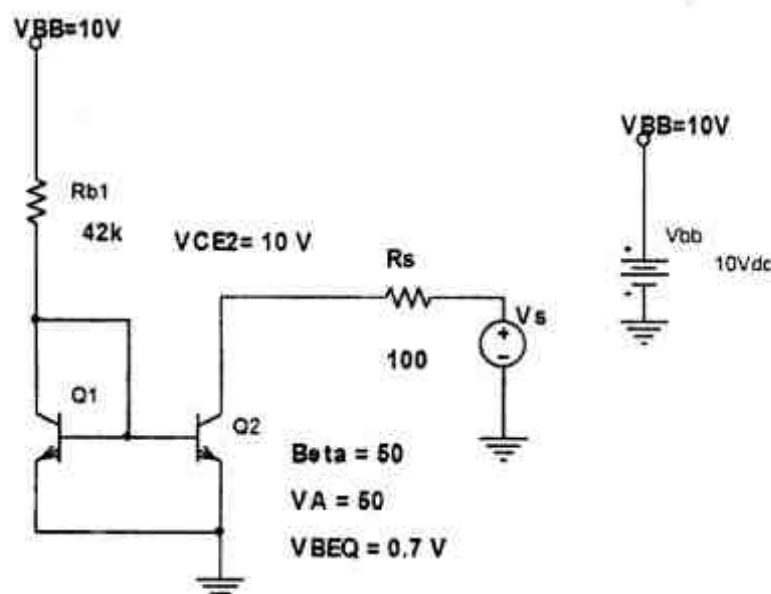 VBB=10V
VBB=10V
Rb1
42k
VCE2= 10 V
Rs
100
Vs
Vbb
10Vdc
Q1
Q2
Beta = 50
VA = 50
VBEQ = 0.7 V